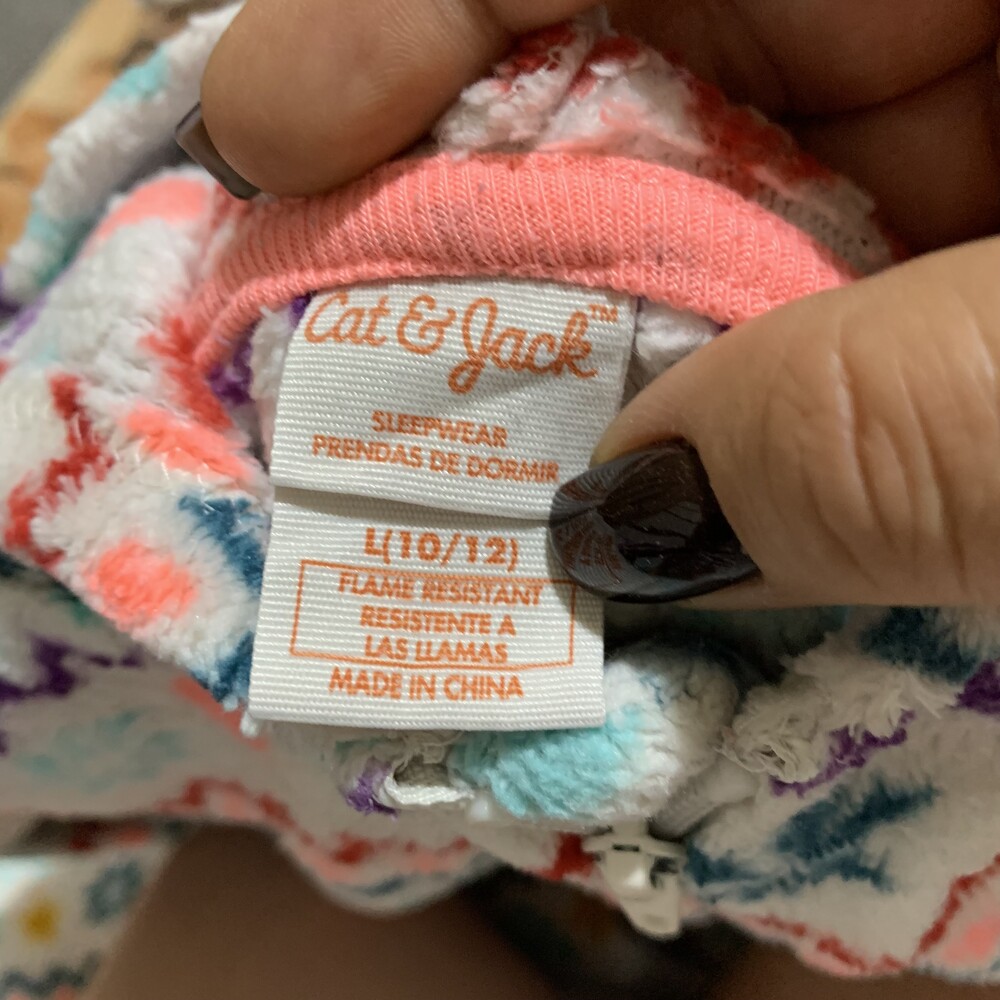 Cat & Jack™
SLEEPWEAR
PRENDAS DE DORMIR
L(10/12)
FLAME RESISTANT
RESISTENTE A
LAS LLAMAS
MADE IN CHINA